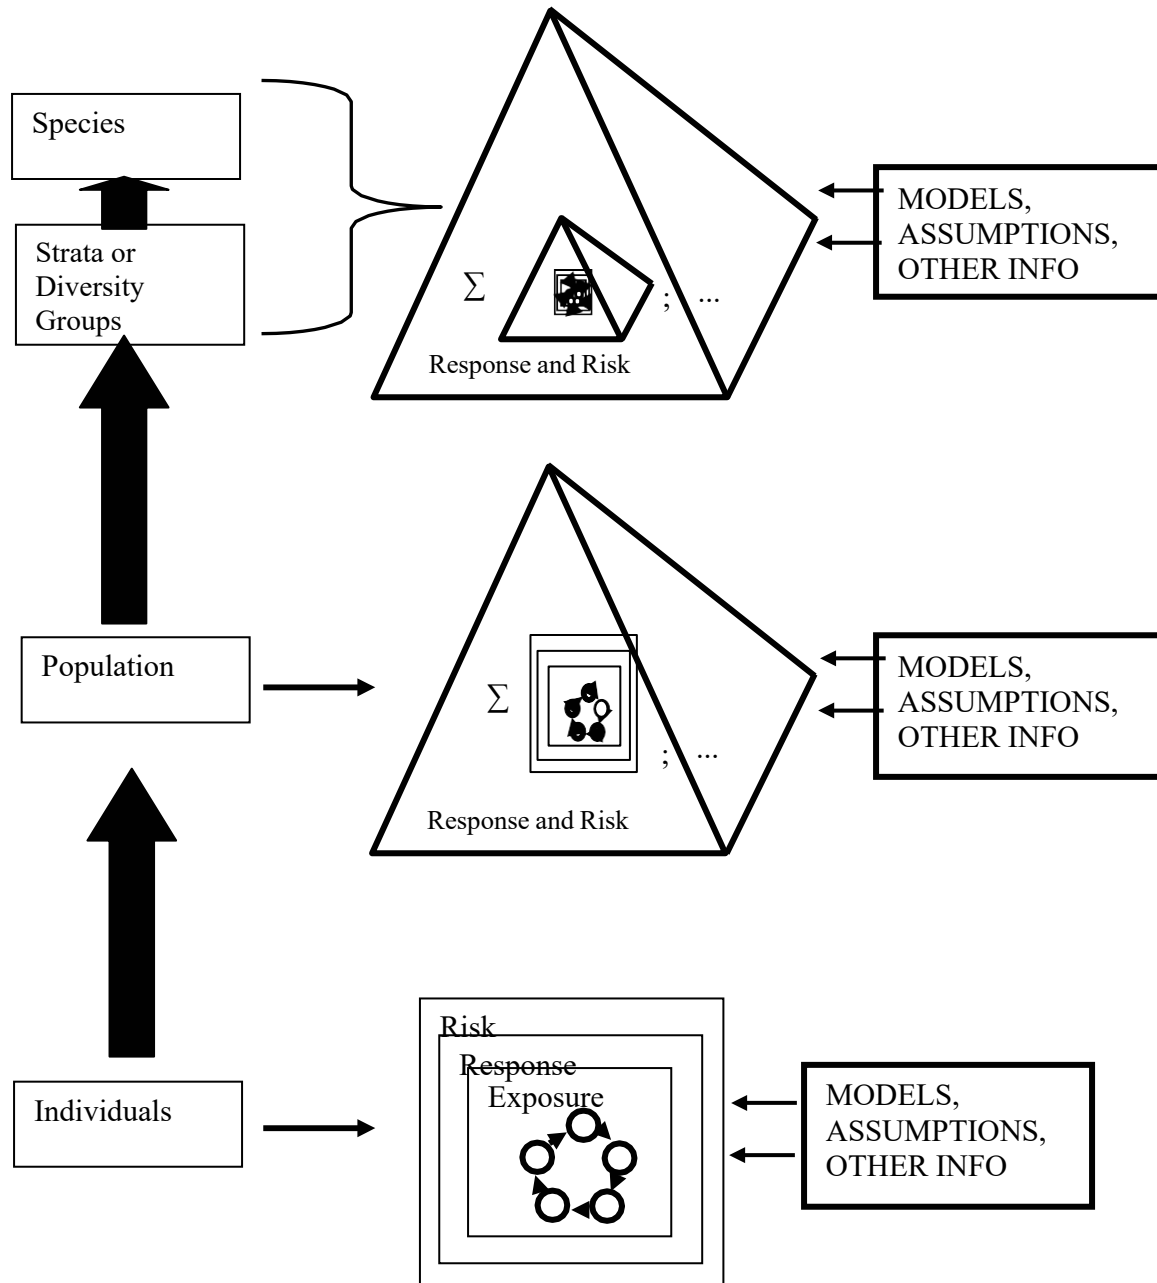 Species
Strata or
Diversity
Groups
MODELS,
ASSUMPTIONS,
OTHER INFO
∑
; ...
Response and Risk
Population
MODELS,
ASSUMPTIONS,
OTHER INFO
∑
; ...
Response and Risk
Individuals
Risk
Response
Exposure
MODELS,
ASSUMPTIONS,
OTHER INFO